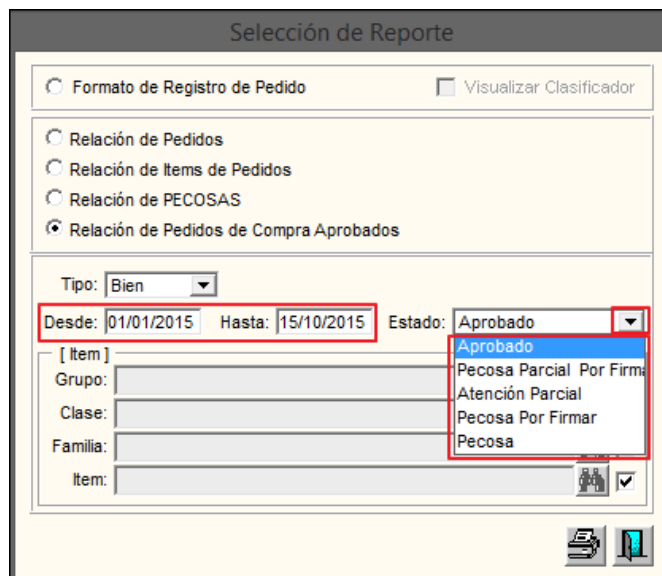 Selección de Reporte
Formato de Registro de Pedido Visualizar Clasificador
Relación de Pedidos
Relación de Items de Pedidos
Relación de PECOSAS
Relación de Pedidos de Compra Aprobados
Tipo: Bien
Desde: 01/01/2015 Hasta: 15/10/2015 Estado: Aprobado
Aprobado
Pecosa Parcial Por Firma
Atención Parcial
Pecosa Por Firmar
Pecosa
[ Item ]
Grupo:
Clase:
Familia:
Item: